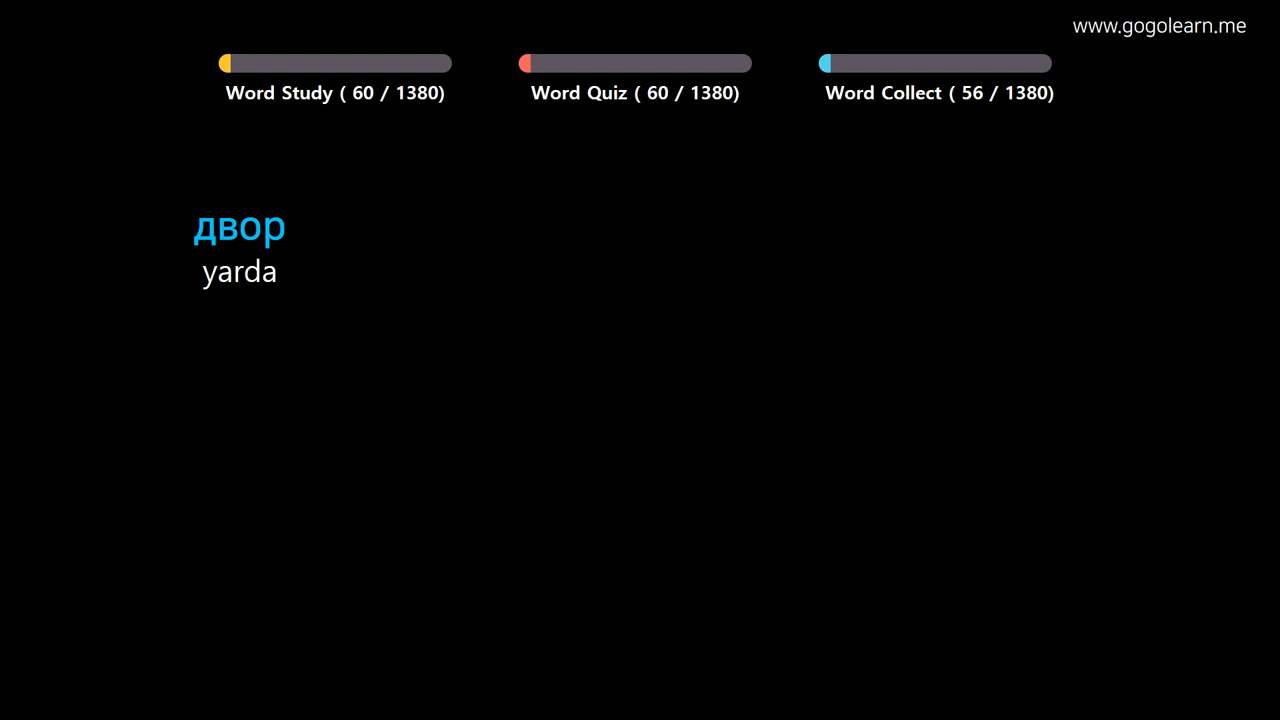 www.gogolearn.me
Word Study ( 60 / 1380)
Word Quiz ( 60 / 1380)
Word Collect ( 56 / 1380)
двор
yarda